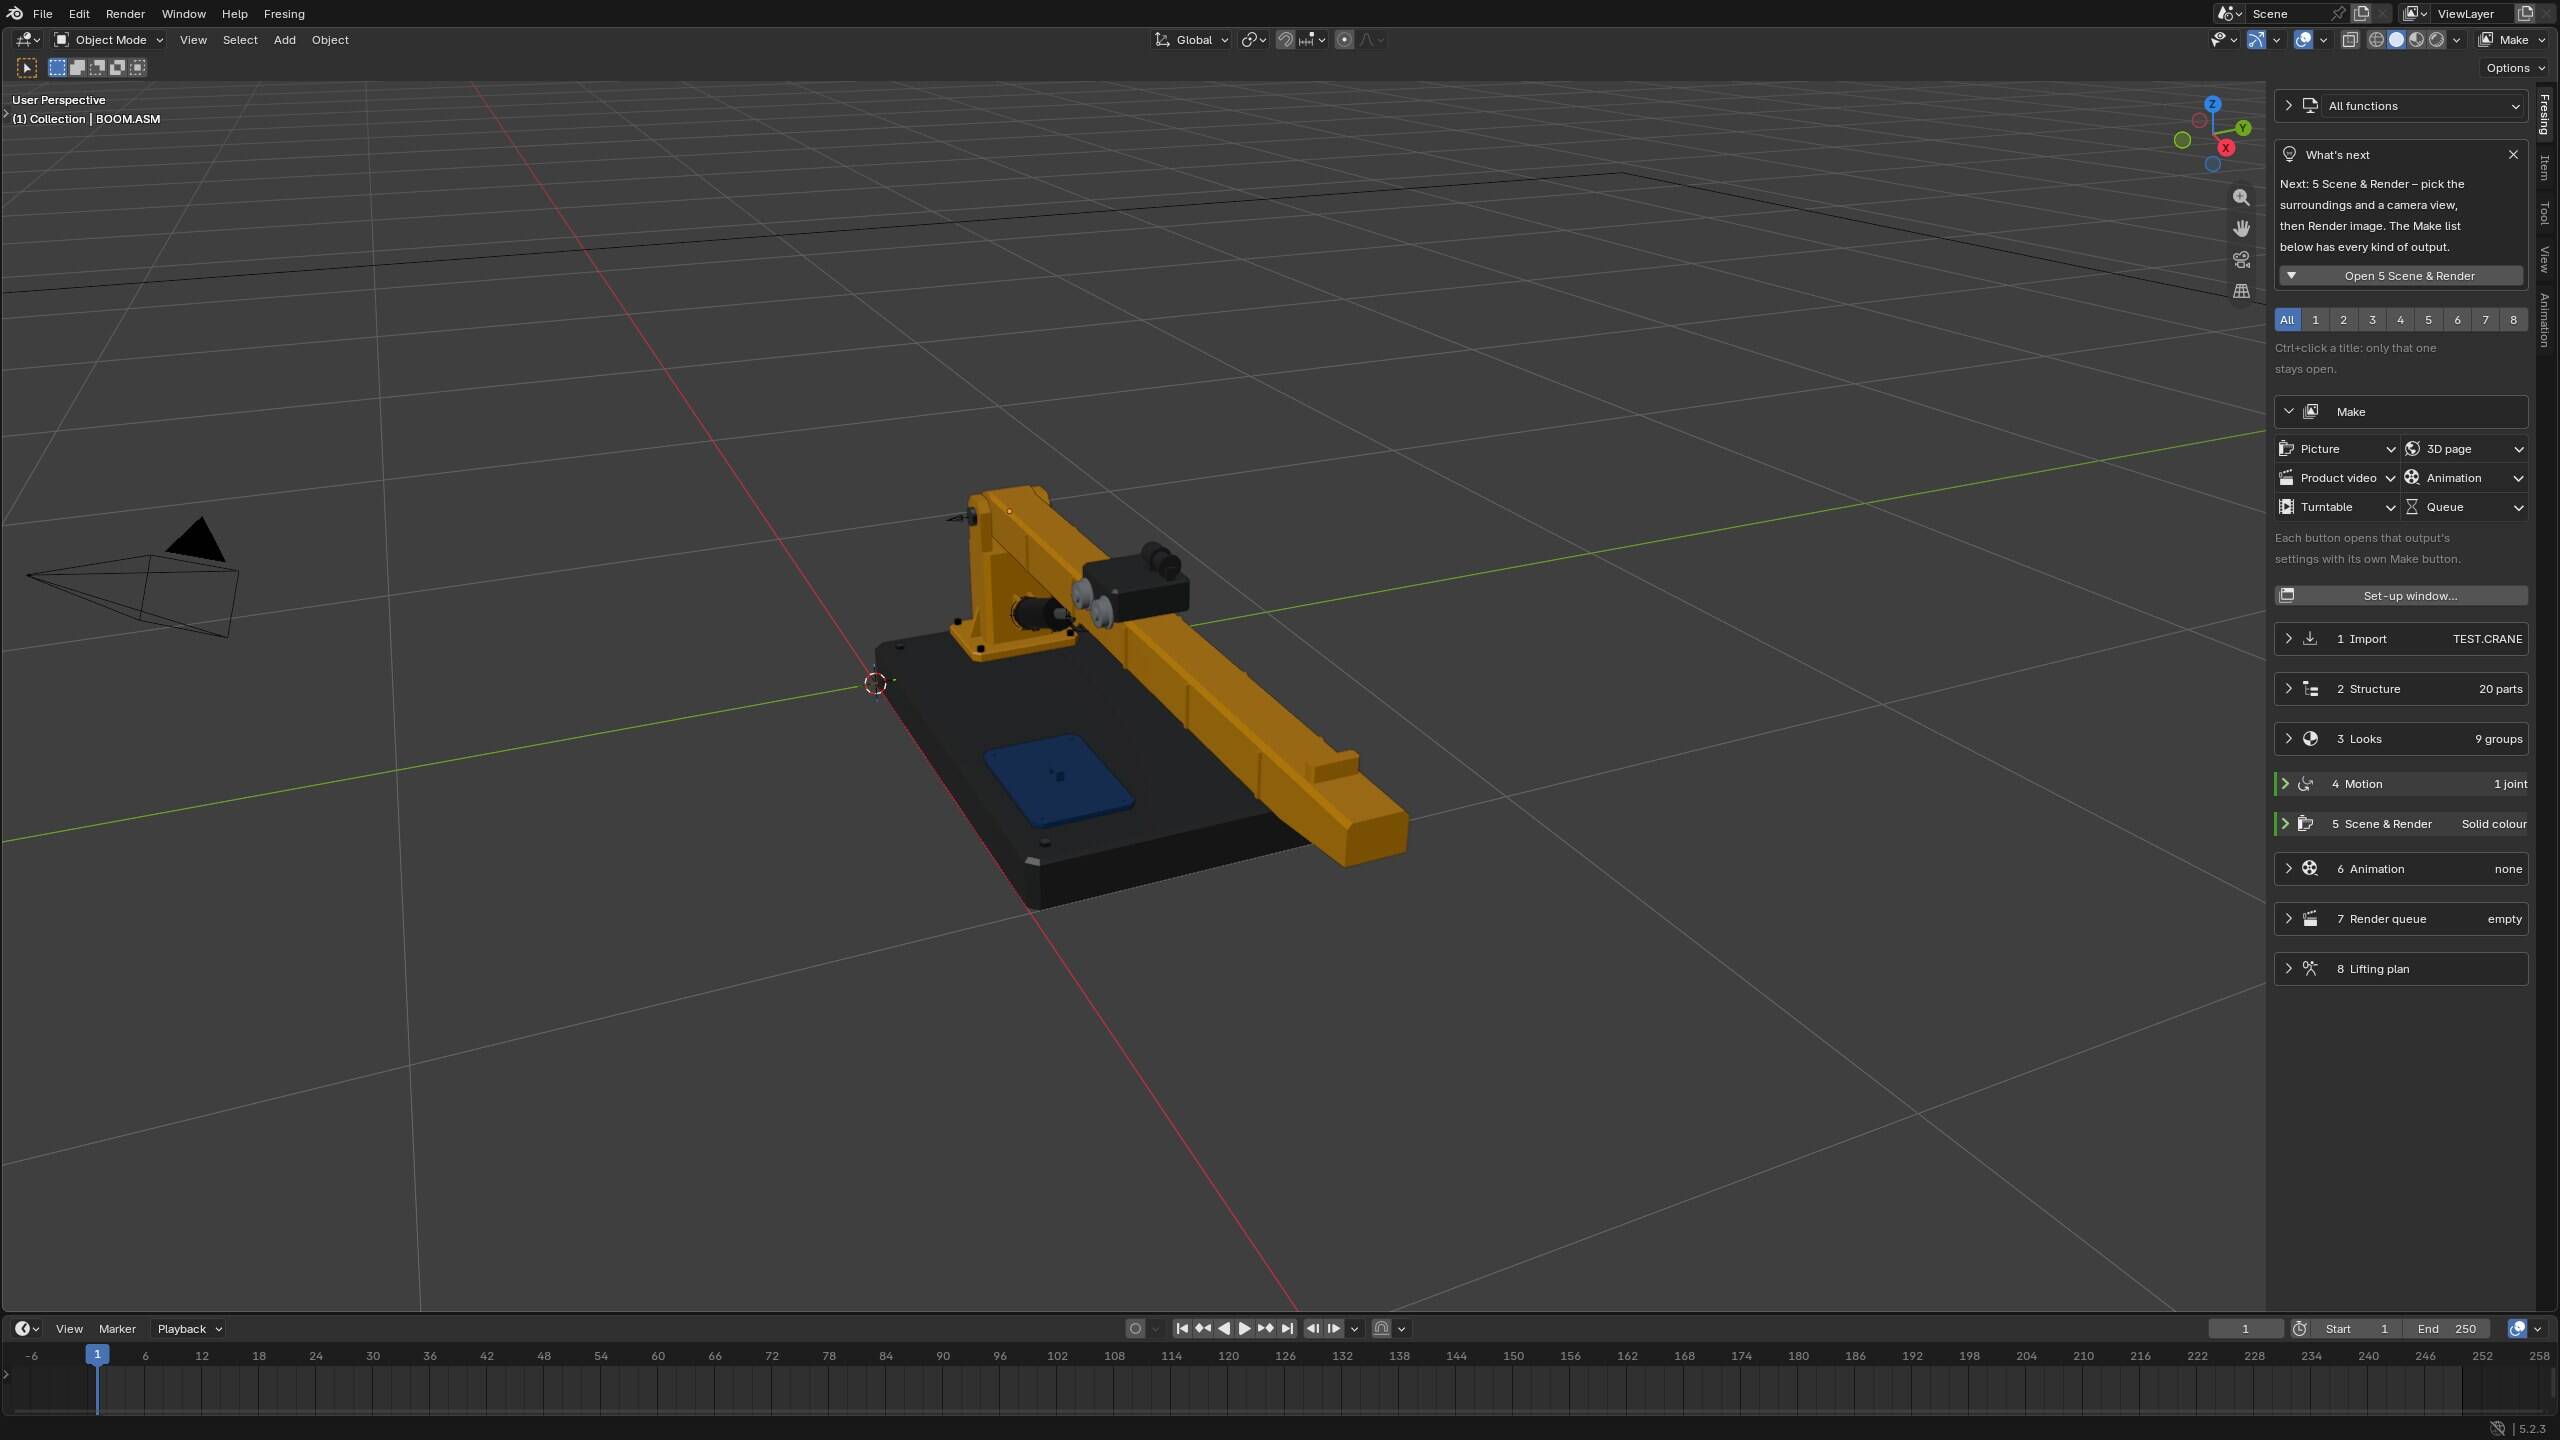 File Edit Render Window Help Fresing
Scene
ViewLayer
Object Mode View Select Add Object
Global
Make
Options
User Perspective
(1) Collection | BOOM.ASM
Z
Y
X
All functions
What's next
Next: 5 Scene & Render – pick the
surroundings and a camera view,
then Render image. The Make list
below has every kind of output.
Open 5 Scene & Render
All 1 2 3 4 5 6 7 8
Ctrl+click a title: only that one
stays open.
Make
Picture 3D page
Product video Animation
Turntable Queue
Each button opens that output's
settings with its own Make button.
Set-up window...
1 Import TEST.CRANE
2 Structure 20 parts
3 Looks 9 groups
4 Motion 1 joint
5 Scene & Render Solid colour
6 Animation none
7 Render queue empty
8 Lifting plan
Fresing
Item
Tool
View
Animation
View Marker Playback
1 Start 1 End 250
-6 1 6 12 18 24 30 36 42 48 54 60 66 72 78 84 90 96 102 108 114 120 126 132 138 144 150 156 162 168 174 180 186 192 198 204 210 216 222 228 234 240 246 252 258
5.2.3